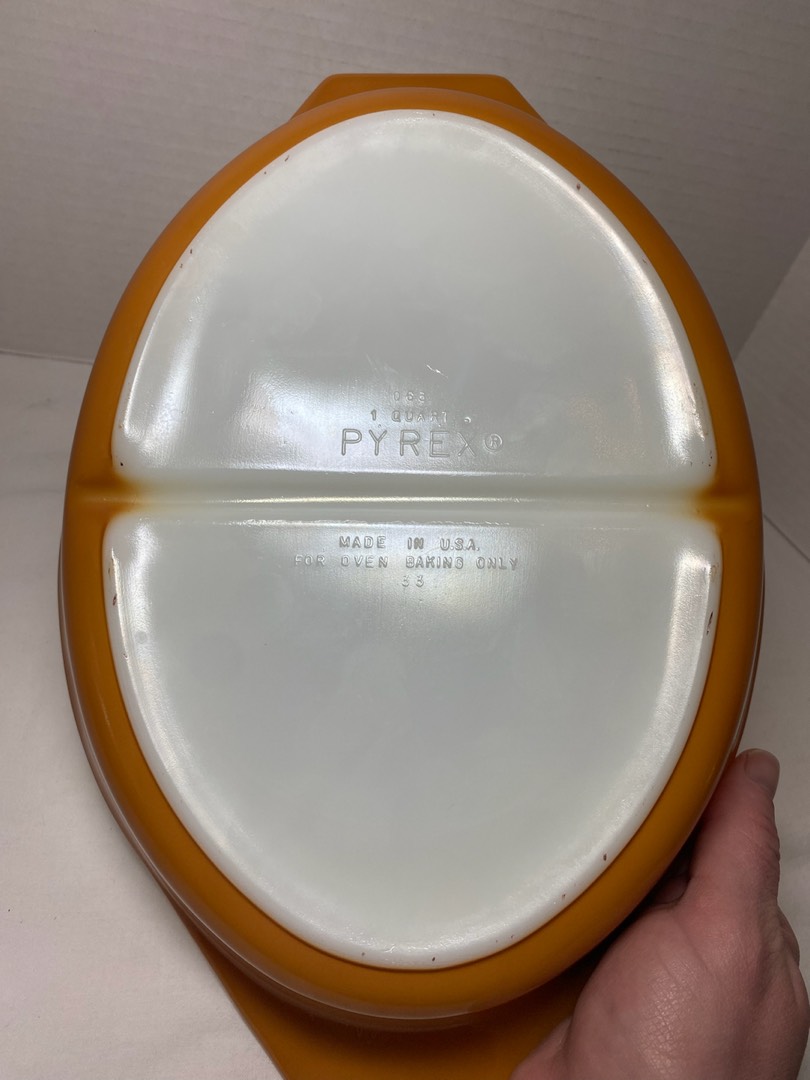 063
1 QUART
PYREX®
MADE IN U.S.A.
FOR OVEN BAKING ONLY
33